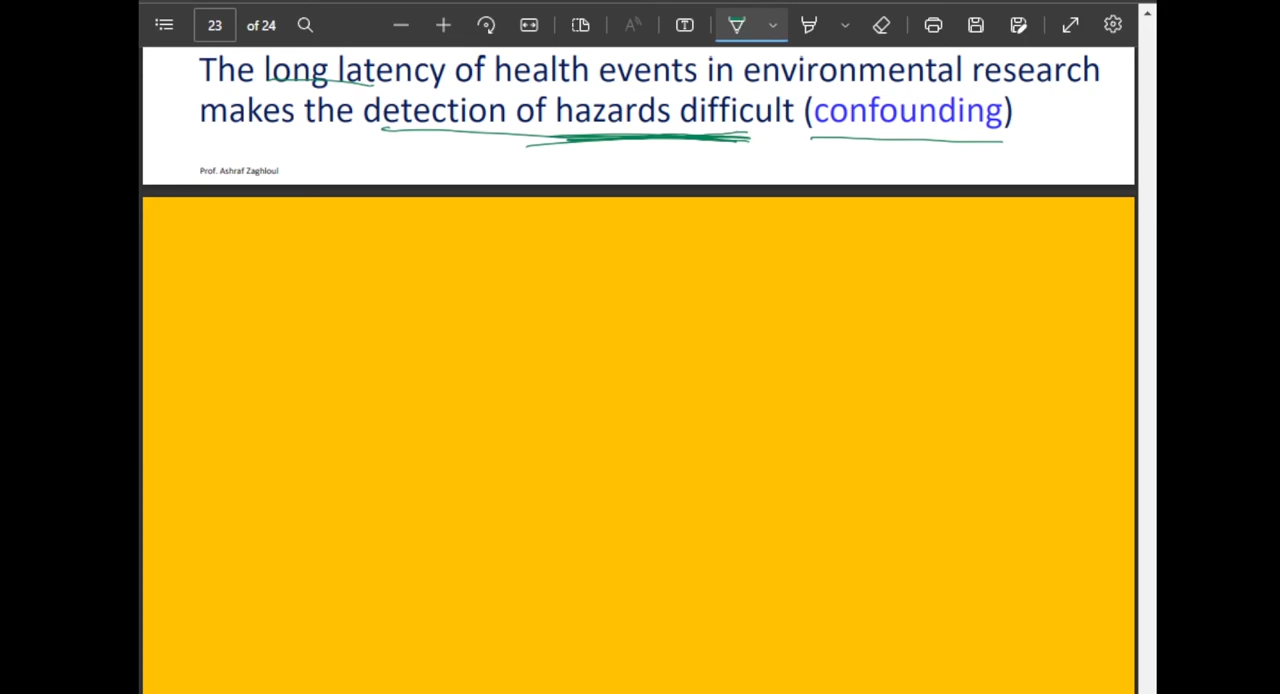 23 of 24
The long latency of health events in environmental research
makes the detection of hazards difficult (confounding)
Prof. Ashraf Zaghloul